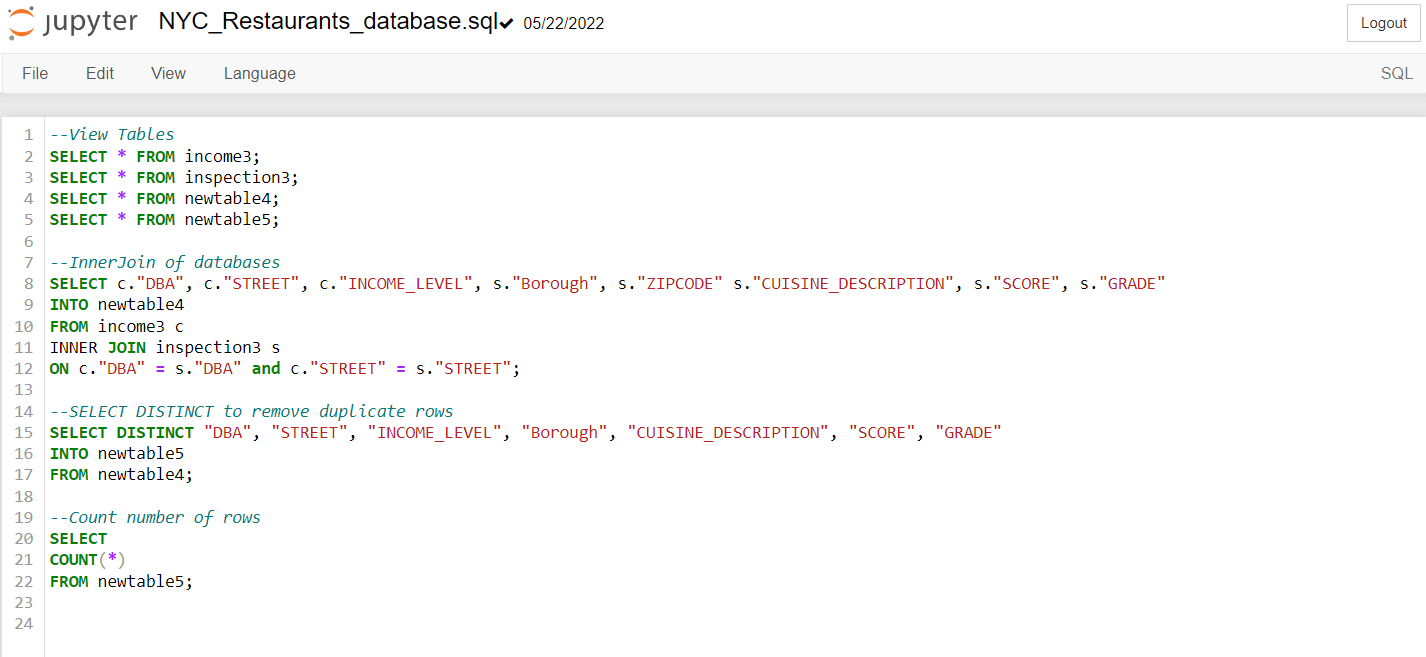 jupyter NYC_Restaurants_database.sql 05/22/2022 Logout
File Edit View Language SQL
1 --View Tables
2 SELECT * FROM income3;
3 SELECT * FROM inspection3;
4 SELECT * FROM newtable4;
5 SELECT * FROM newtable5;
6
7 --InnerJoin of databases
8 SELECT c."DBA", c."STREET", c."INCOME_LEVEL", s."Borough", s."ZIPCODE" s."CUISINE_DESCRIPTION", s."SCORE", s."GRADE"
9 INTO newtable4
10 FROM income3 c
11 INNER JOIN inspection3 s
12 ON c."DBA" = s."DBA" and c."STREET" = s."STREET";
13
14 --SELECT DISTINCT to remove duplicate rows
15 SELECT DISTINCT "DBA", "STREET", "INCOME_LEVEL", "Borough", "CUISINE_DESCRIPTION", "SCORE", "GRADE"
16 INTO newtable5
17 FROM newtable4;
18
19 --Count number of rows
20 SELECT
21 COUNT(*)
22 FROM newtable5;
23
24